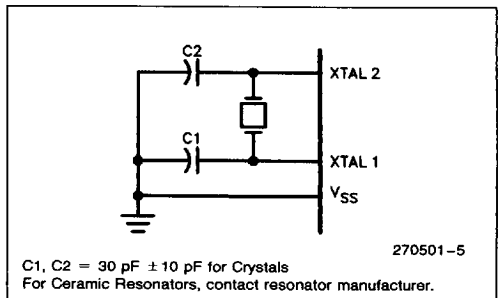 C2
XTAL 2
C1
XTAL 1
VSS
270501-5
C1, C2 = 30 pF ±10 pF for Crystals
For Ceramic Resonators, contact resonator manufacturer.